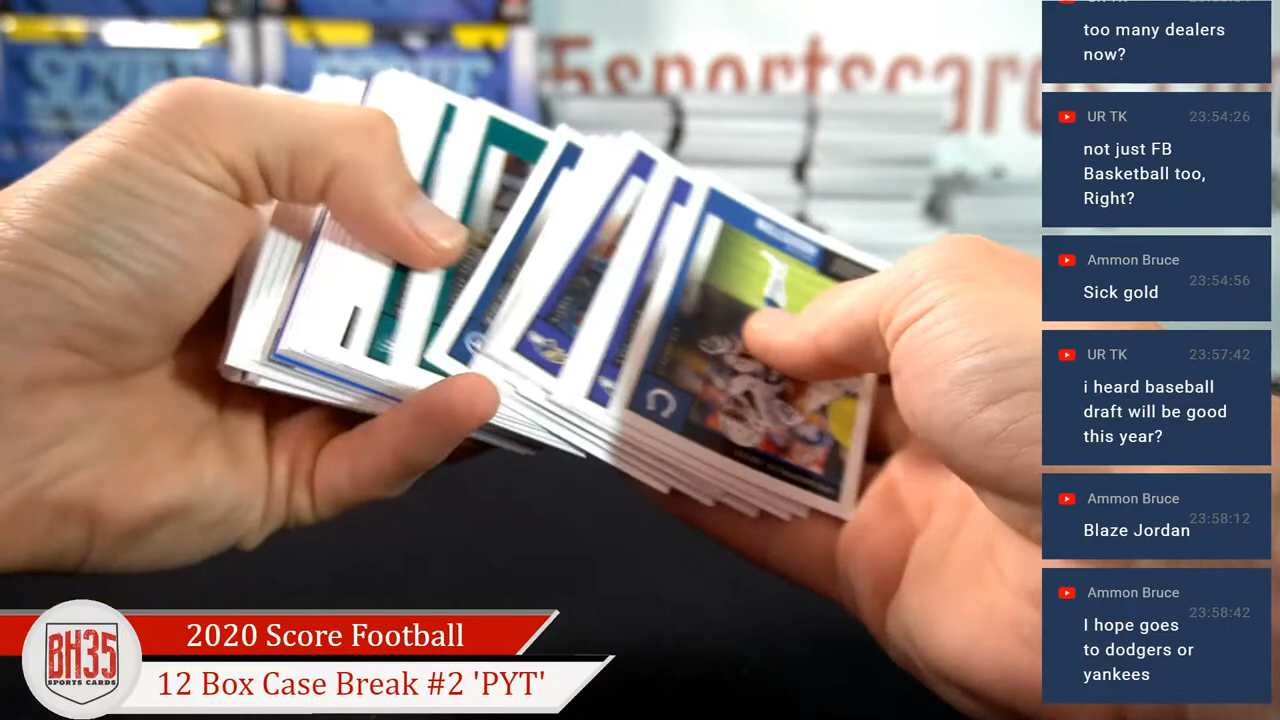 SCORE
5sportscards
2020 Score Football
12 Box Case Break #2 'PYT'
BH35
SPORTS CARDS
too many dealers
now?
UR TK 23:54:26
not just FB
Basketball too,
Right?
Ammon Bruce 23:54:56
Sick gold
UR TK 23:57:42
i heard baseball
draft will be good
this year?
Ammon Bruce 23:58:12
Blaze Jordan
Ammon Bruce 23:58:42
I hope goes
to dodgers or
yankees